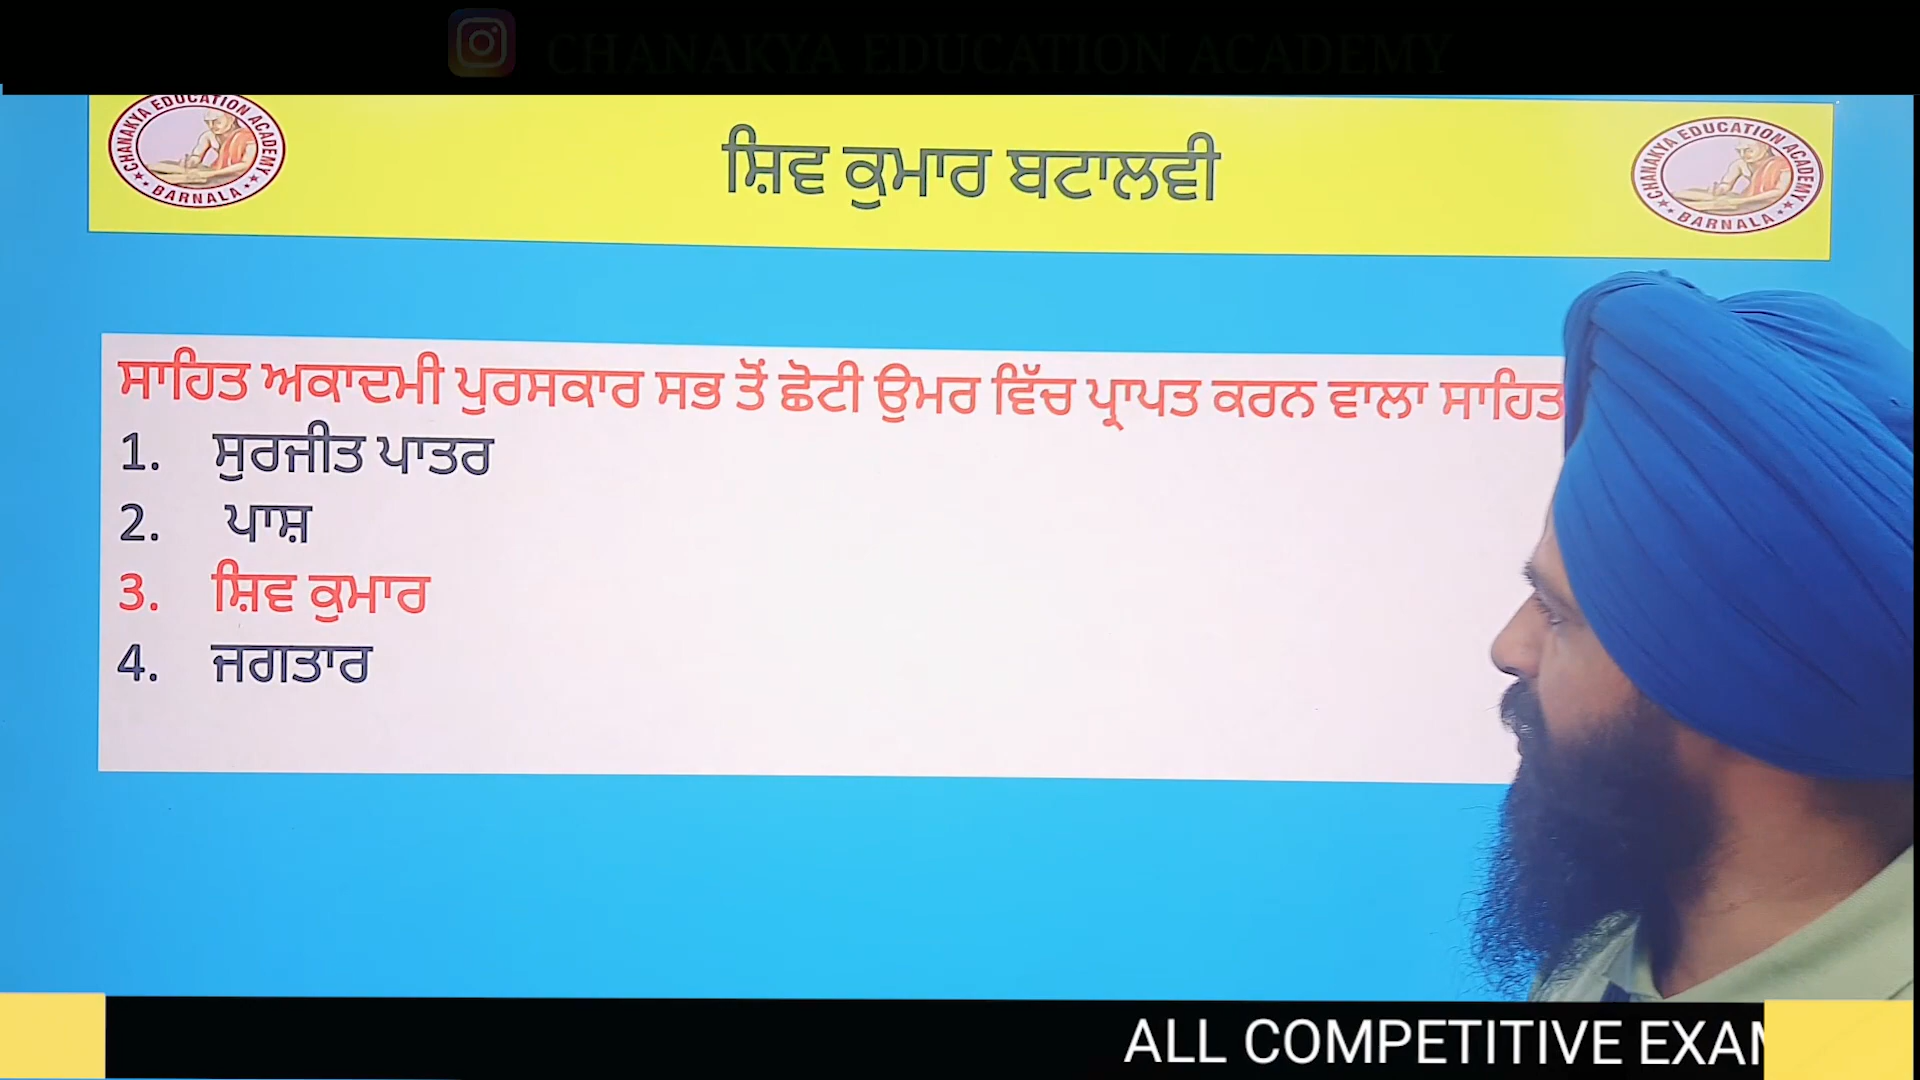 CHANAKYA EDUCATION ACADEMY
CHANAKYA EDUCATION ACADEMY
BARNALA
ਸ਼ਿਵ ਕੁਮਾਰ ਬਟਾਲਵੀ
CHANAKYA EDUCATION ACADEMY
BARNALA
ਸਾਹਿਤ ਅਕਾਦਮੀ ਪੁਰਸਕਾਰ ਸਭ ਤੋਂ ਛੋਟੀ ਉਮਰ ਵਿੱਚ ਪ੍ਰਾਪਤ ਕਰਨ ਵਾਲਾ ਸਾਹਿਤ
1. ਸੁਰਜੀਤ ਪਾਤਰ
2. ਪਾਸ਼
3. ਸ਼ਿਵ ਕੁਮਾਰ
4. ਜਗਤਾਰ
ALL COMPETITIVE EXAM